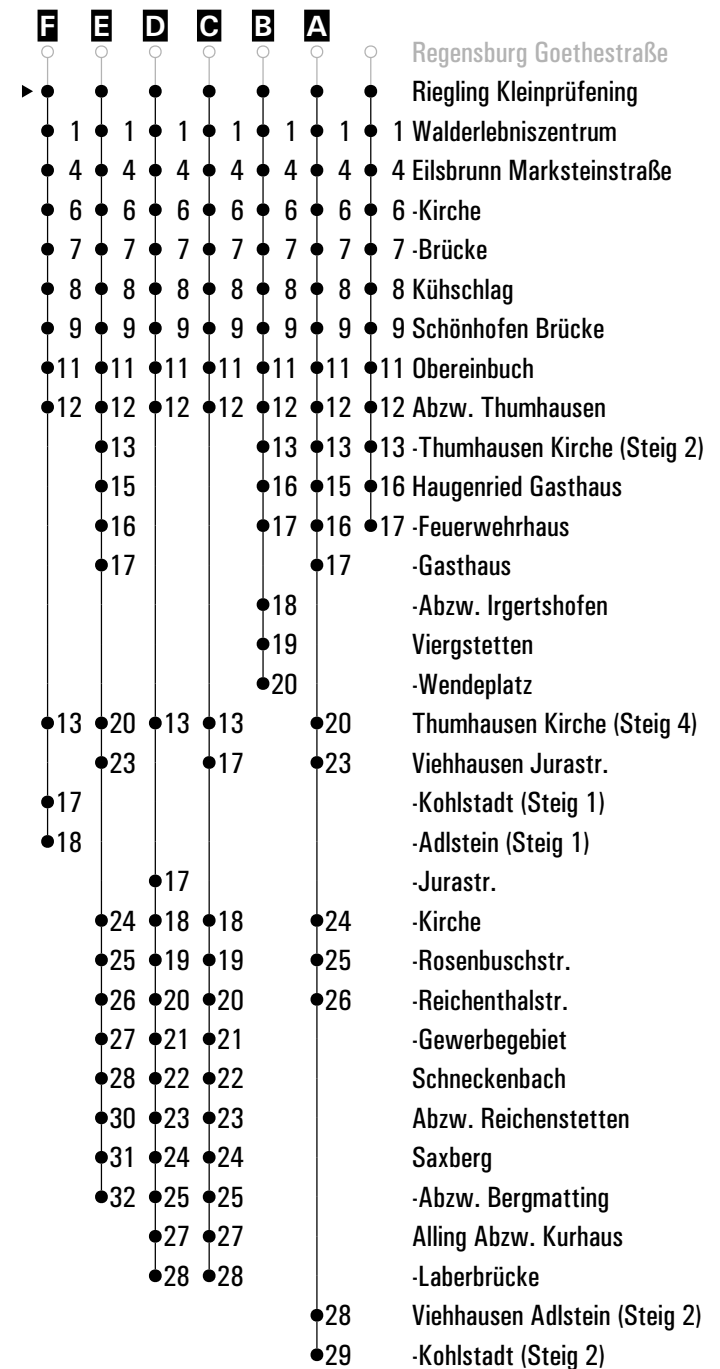 F E D C B A
Regensburg Goethestraße
Riegling Kleinprüfening
1 1 1 1 1 1 1 Walderlebniszentrum
4 4 4 4 4 4 4 Eilsbrunn Marksteinstraße
6 6 6 6 6 6 6 -Kirche
7 7 7 7 7 7 7 -Brücke
8 8 8 8 8 8 8 Kühschlag
9 9 9 9 9 9 9 Schönhofen Brücke
11 11 11 11 11 11 11 Obereinbuch
12 12 12 12 12 12 12 Abzw. Thumhausen
13 13 13 13 -Thumhausen Kirche (Steig 2)
15 16 15 16 Haugenried Gasthaus
16 17 16 17 -Feuerwehrhaus
17 17 -Gasthaus
18 -Abzw. Irgertshofen
19 Viergstetten
20 -Wendeplatz
13 20 13 13 20 Thumhausen Kirche (Steig 4)
23 17 23 Viehhausen Jurastr.
17 -Kohlstadt (Steig 1)
18 -Adlstein (Steig 1)
17 -Jurastr.
24 18 18 24 -Kirche
25 19 19 25 -Rosenbuschstr.
26 20 20 26 -Reichenthalstr.
27 21 21 -Gewerbegebiet
28 22 22 Schneckenbach
30 23 23 Abzw. Reichenstetten
31 24 24 Saxberg
32 25 25 -Abzw. Bergmatting
27 27 Alling Abzw. Kurhaus
28 28 -Laberbrücke
28 Viehhausen Adlstein (Steig 2)
29 -Kohlstadt (Steig 2)